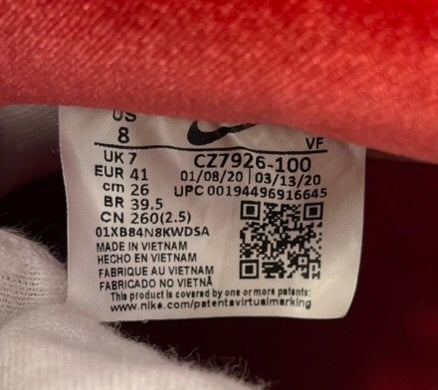 US
8 VF
UK 7 CZ7926-100
EUR 41 01/08/20 | 03/13/20
cm 26 UPC 00194496916645
BR 39.5
CN 260(2.5)
01XB84N8KWDSA
MADE IN VIETNAM
HECHO EN VIETNAM
FABRIQUE AU VIETNAM
FABRICADO NO VIETNÃ
This product is covered by one or more patents:
www.nike.com/patentsvirtualmarking